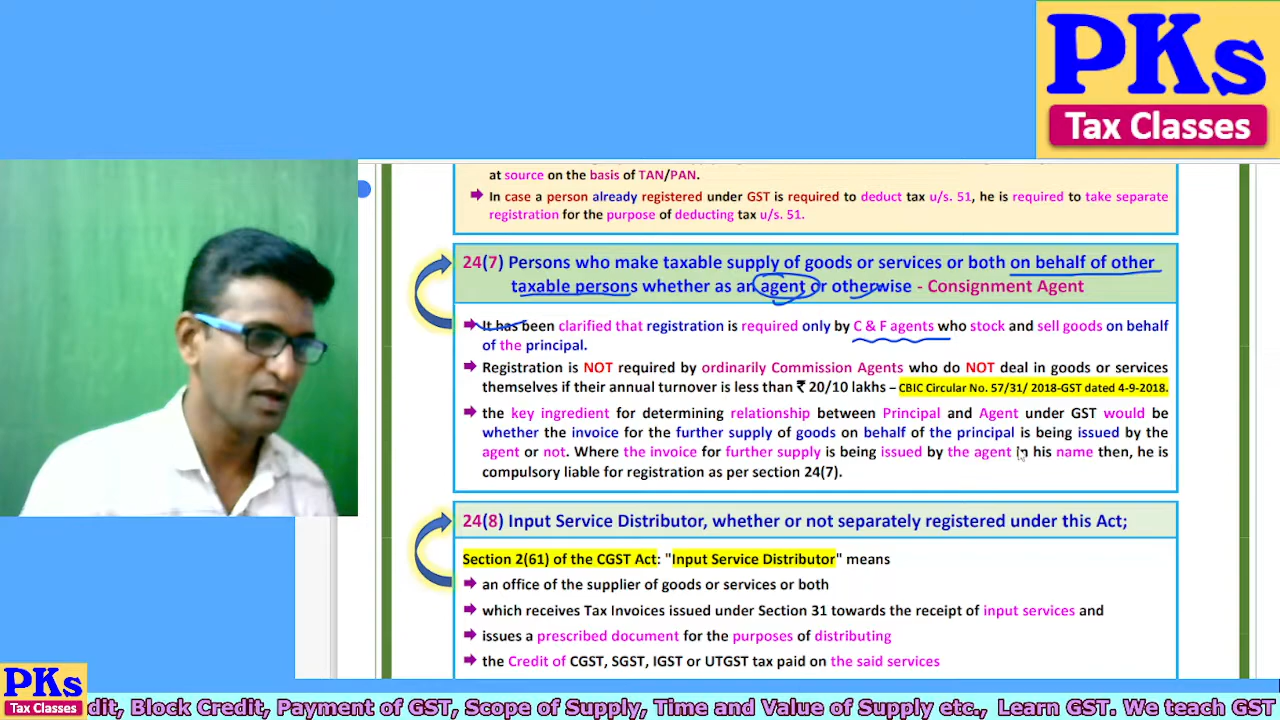 PKs
Tax Classes
at source on the basis of TAN/PAN.
In case a person already registered under GST is required to deduct tax u/s. 51, he is required to take separate
registration for the purpose of deducting tax u/s. 51.
24(7) Persons who make taxable supply of goods or services or both on behalf of other
taxable persons whether as an agent or otherwise - Consignment Agent
It has been clarified that registration is required only by C & F agents who stock and sell goods on behalf
of the principal.
Registration is NOT required by ordinarily Commission Agents who do NOT deal in goods or services
themselves if their annual turnover is less than ₹ 20/10 lakhs – CBIC Circular No. 57/31/ 2018-GST dated 4-9-2018.
the key ingredient for determining relationship between Principal and Agent under GST would be
whether the invoice for the further supply of goods on behalf of the principal is being issued by the
agent or not. Where the invoice for further supply is being issued by the agent in his name then, he is
compulsory liable for registration as per section 24(7).
24(8) Input Service Distributor, whether or not separately registered under this Act;
Section 2(61) of the CGST Act: "Input Service Distributor" means
an office of the supplier of goods or services or both
which receives Tax Invoices issued under Section 31 towards the receipt of input services and
issues a prescribed document for the purposes of distributing
the Credit of CGST, SGST, IGST or UTGST tax paid on the said services
PKs
Tax Classes
dit, Block Credit, Payment of GST, Scope of Supply, Time and Value of Supply etc., Learn GST. We teach GST